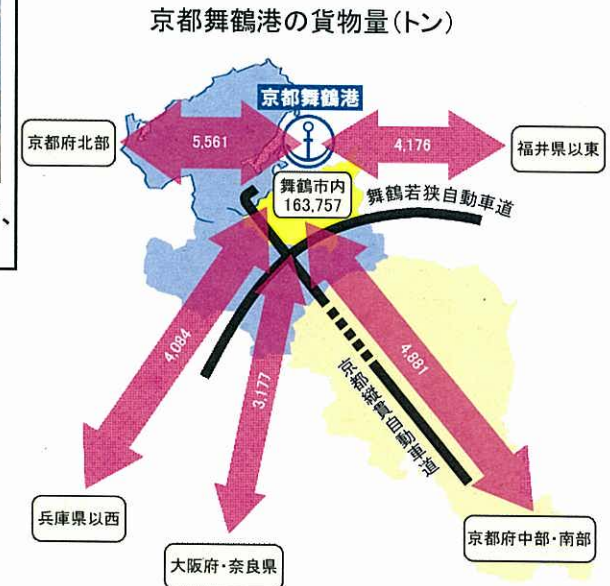 京都舞鶴港の貨物量(トン)
京都舞鶴港
京都府北部
5,561
4,176
福井県以東
舞鶴市内
163,757
舞鶴若狭自動車道
4,084
3,177
4,881
京都縦貫自動車道
兵庫県以西
大阪府・奈良県
京都府中部・南部
、